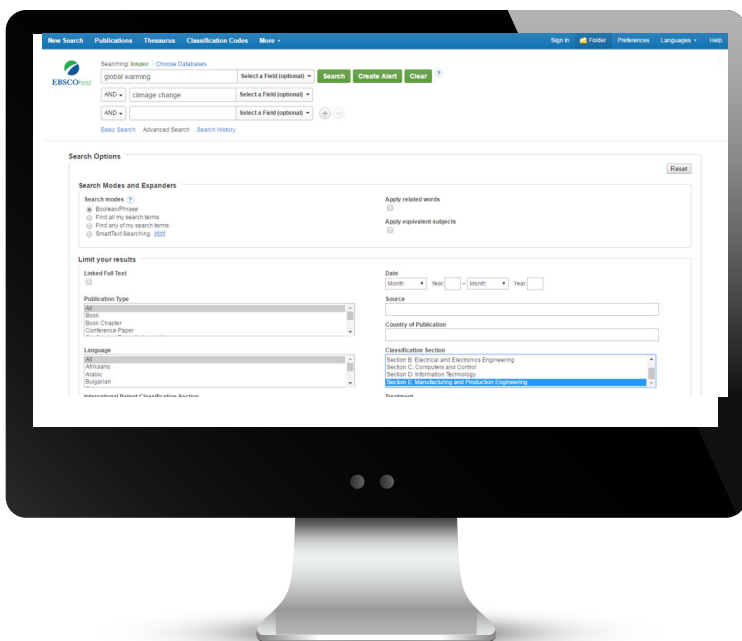 New Search Publications Thesaurus Classification Codes More
Sign In Folder Preferences Languages Help
Searching: Inspec Choose Databases
EBSCOhost
global warming Select a Field (optional) Search Create Alert Clear ?
AND climage change Select a Field (optional)
AND Select a Field (optional) + −
Basic Search Advanced Search Search History
Search Options
Reset
Search Modes and Expanders
Search modes ?
Boolean/Phrase
Find all my search terms
Find any of my search terms
SmartText Searching Hint
Apply related words
Apply equivalent subjects
Limit your results
Linked Full Text
Date
Month Year: – Month Year:
Publication Type
All
Book
Book Chapter
Conference Paper
Source
Country of Publication
Language
All
Afrikaans
Arabic
Bulgarian
Classification Section
Section B: Electrical and Electronics Engineering
Section C: Computers and Control
Section D: Information Technology
Section E: Manufacturing and Production Engineering
International Patent Classification Section
Treatment